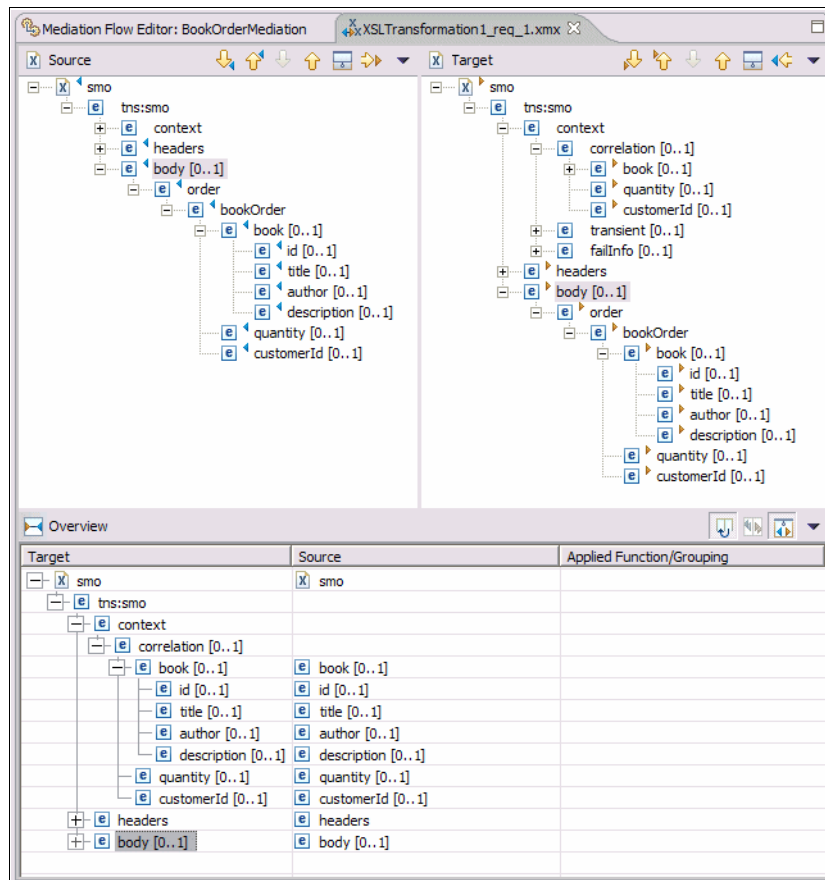 Mediation Flow Editor: BookOrderMediation XSLTransformation1_req_1.xmx
Source
smo
tns:smo
context
headers
body [0..1]
order
bookOrder
book [0..1]
id [0..1]
title [0..1]
author [0..1]
description [0..1]
quantity [0..1]
customerId [0..1]
Target
smo
tns:smo
context
correlation [0..1]
book [0..1]
quantity [0..1]
customerId [0..1]
transient [0..1]
failInfo [0..1]
headers
body [0..1]
order
bookOrder
book [0..1]
id [0..1]
title [0..1]
author [0..1]
description [0..1]
quantity [0..1]
customerId [0..1]
Overview
Target Source Applied Function/Grouping
smo smo
tns:smo
context
correlation [0..1]
book [0..1] book [0..1]
id [0..1] id [0..1]
title [0..1] title [0..1]
author [0..1] author [0..1]
description [0..1] description [0..1]
quantity [0..1] quantity [0..1]
customerId [0..1] customerId [0..1]
headers headers
body [0..1] body [0..1]